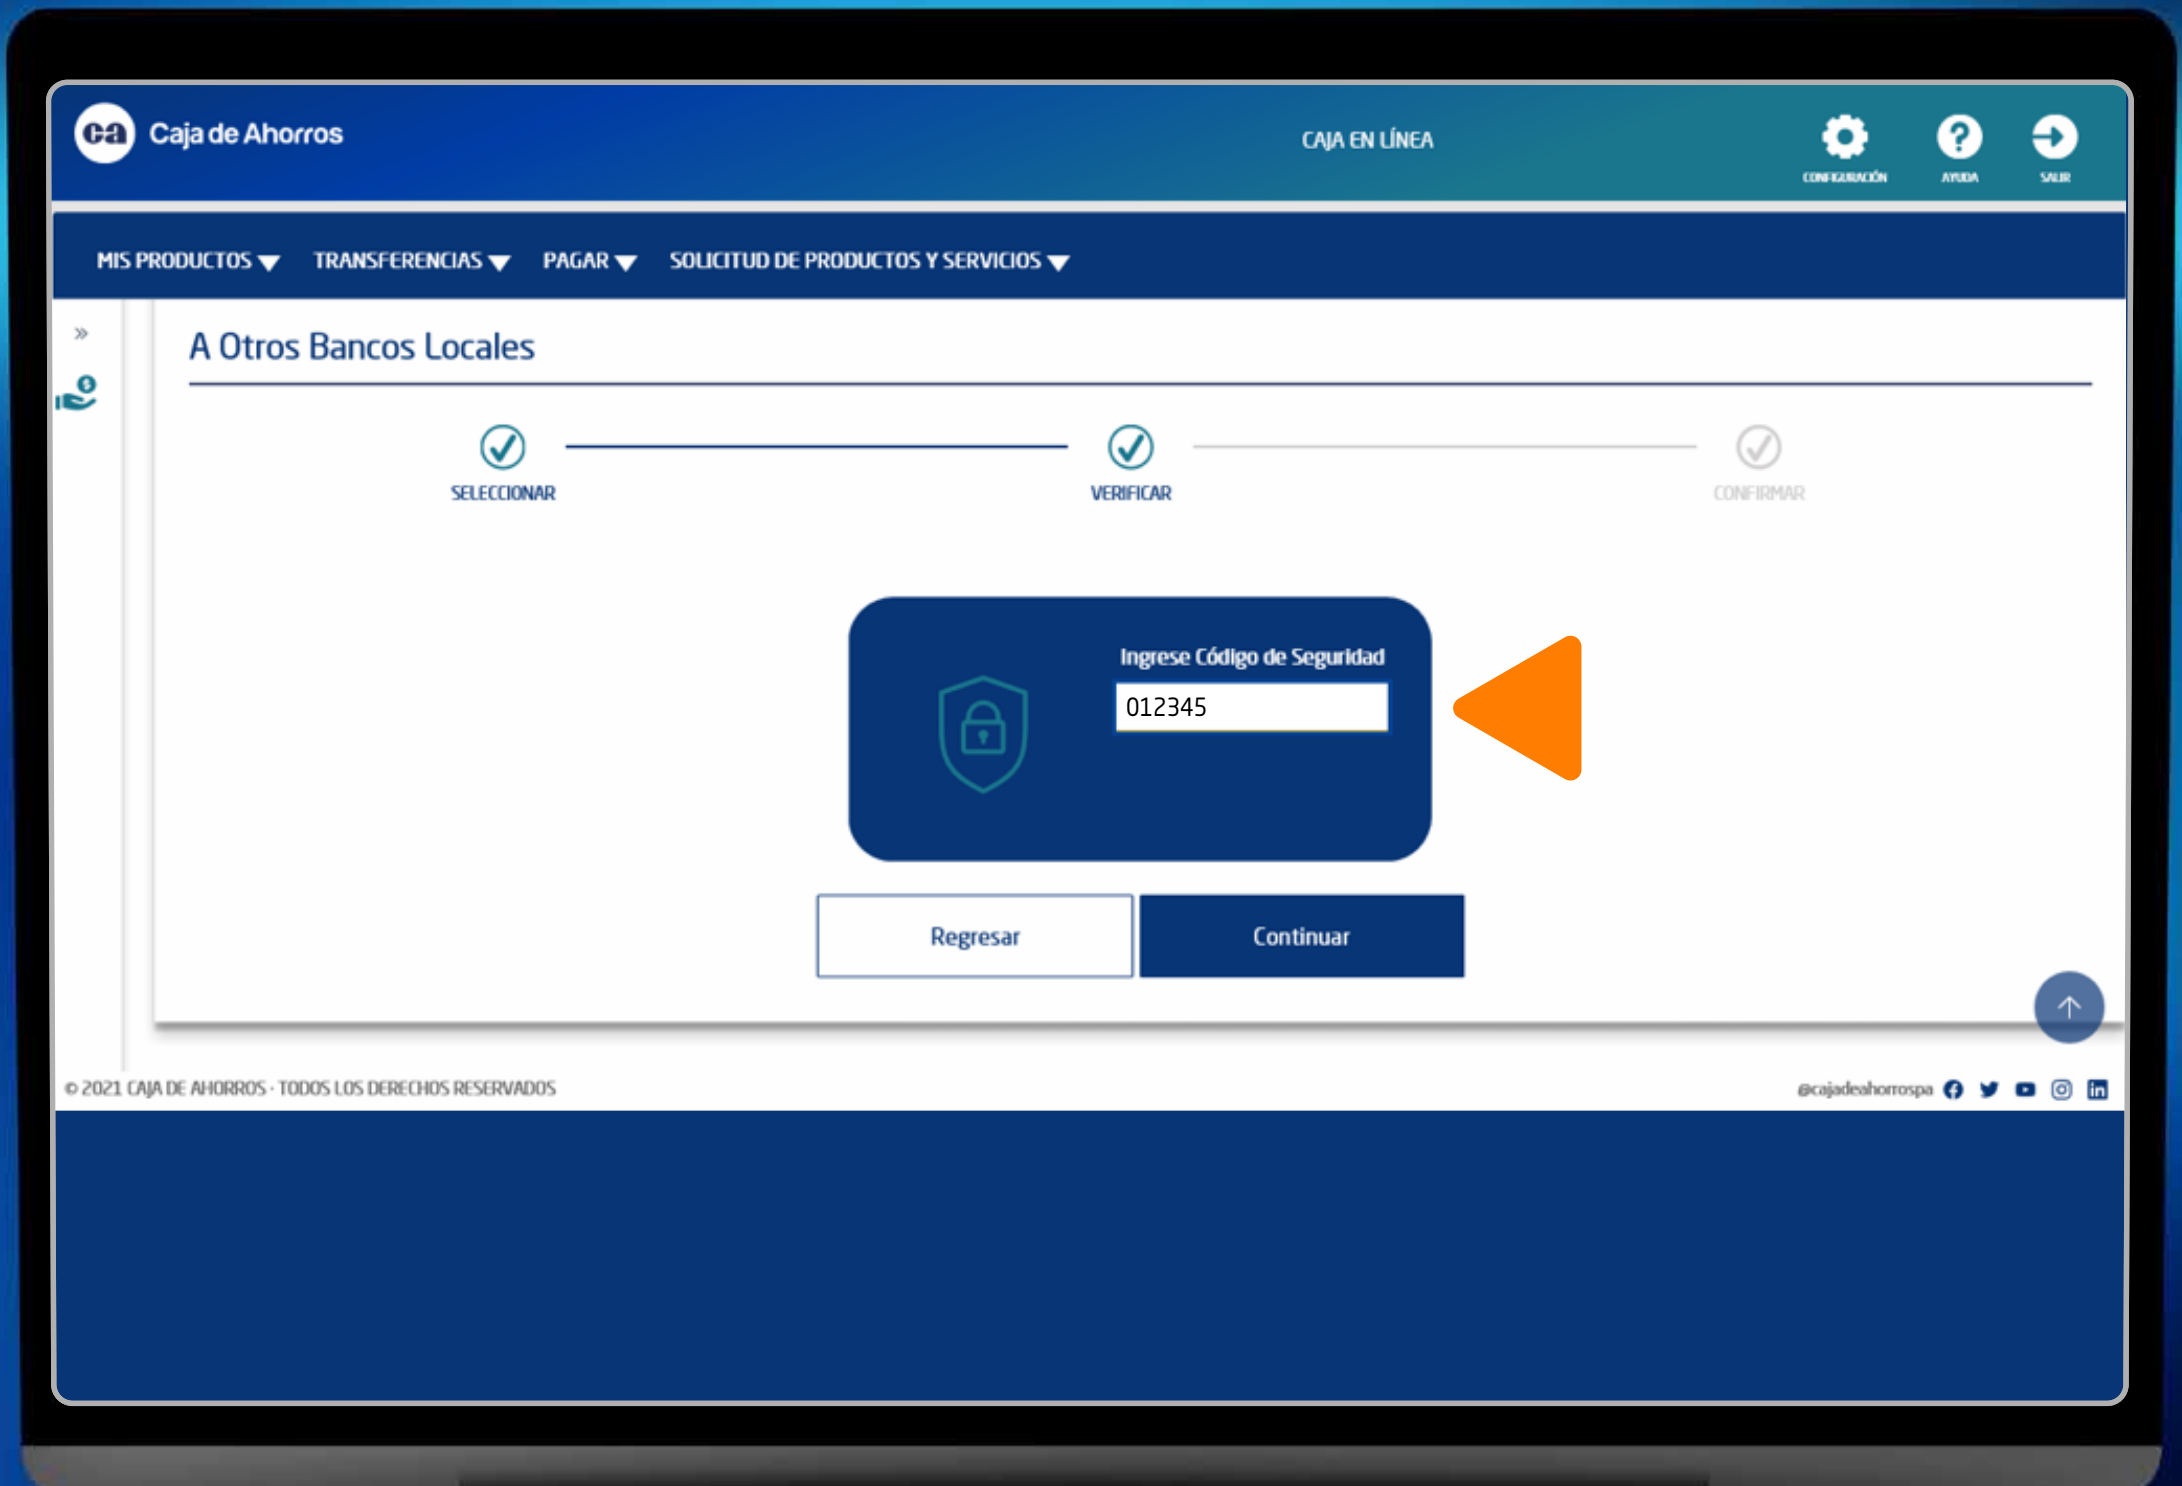 ca Caja de Ahorros
CAJA EN LÍNEA
CONFIGURACIÓN
AYUDA
SALIR
MIS PRODUCTOS
TRANSFERENCIAS
PAGAR
SOLICITUD DE PRODUCTOS Y SERVICIOS
A Otros Bancos Locales
SELECCIONAR
VERIFICAR
CONFIRMAR
Ingrese Código de Seguridad
012345
Regresar
Continuar
© 2021 CAJA DE AHORROS · TODOS LOS DERECHOS RESERVADOS
@cajadeahorrospa